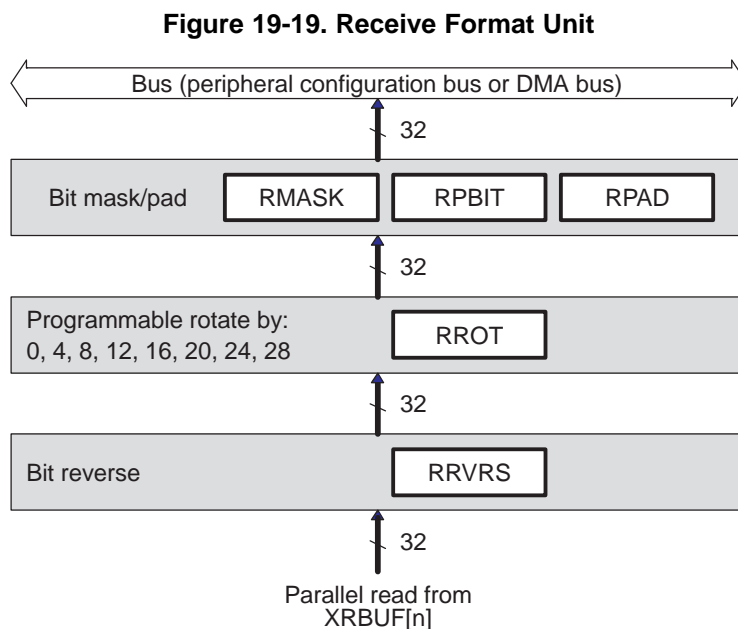 Figure 19-19. Receive Format Unit
Bus (peripheral configuration bus or DMA bus)
32
Bit mask/pad RMASK RPBIT RPAD
32
Programmable rotate by:
0, 4, 8, 12, 16, 20, 24, 28
RROT
32
Bit reverse RRVRS
32
Parallel read from
XRBUF[n]